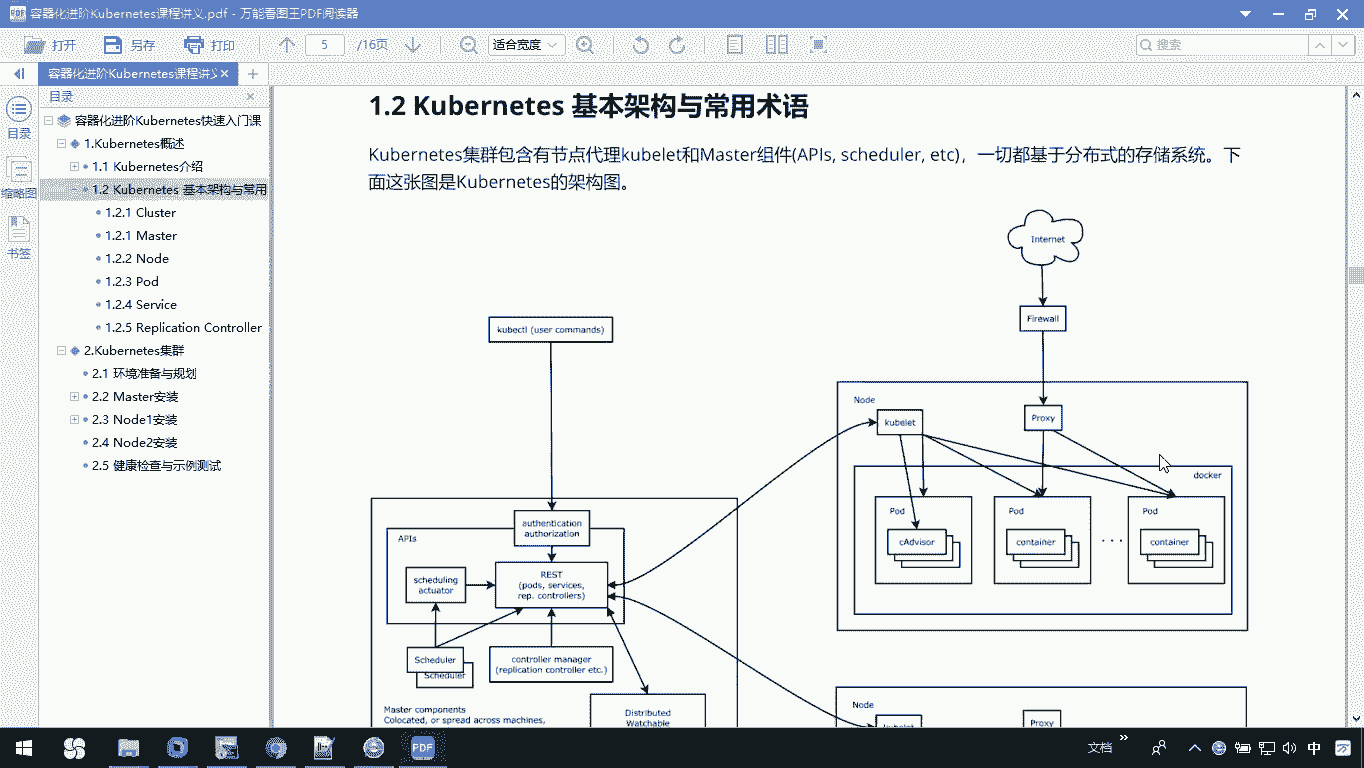 容器化进阶Kubernetes课程讲义.pdf - 万能看图王PDF阅读器
打开
另存
打印
5
/16页
适合宽度
搜索
容器化进阶Kubernetes课程讲义
目录
目录
缩略图
书签
容器化进阶Kubernetes快速入门课
1.Kubernetes概述
1.1 Kubernetes介绍
1.2 Kubernetes 基本架构与常用
1.2.1 Cluster
1.2.1 Master
1.2.2 Node
1.2.3 Pod
1.2.4 Service
1.2.5 Replication Controller
2.Kubernetes集群
2.1 环境准备与规划
2.2 Master安装
2.3 Node1安装
2.4 Node2安装
2.5 健康检查与示例测试
1.2 Kubernetes 基本架构与常用术语
Kubernetes集群包含有节点代理kubelet和Master组件(APIs, scheduler, etc)，一切都基于分布式的存储系统。下
面这张图是Kubernetes的架构图。
Internet
Firewall
kubectl (user commands)
Node
kubelet
Proxy
docker
Pod
cAdvisor
Pod
container
. . .
Pod
container
authentication
authorization
APIs
REST
(pods, services,
rep. controllers)
scheduling
actuator
Scheduler
Scheduler
controller manager
(replication controller etc.)
Master components
Colocated, or spread across machines,
Distributed
Watchable
Node
kubelet
Proxy
PDF
文档
中